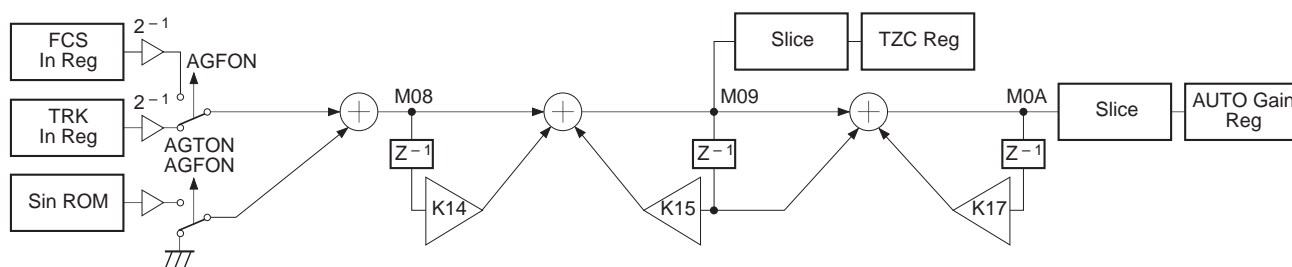 FCS
In Reg
2⁻¹
AGFON
TRK
In Reg
2⁻¹
AGTON
AGFON
Sin ROM
M08
Z⁻¹
K14
Slice
TZC Reg
M09
Z⁻¹
K15
M0A
Z⁻¹
K17
Slice
AUTO Gain
Reg